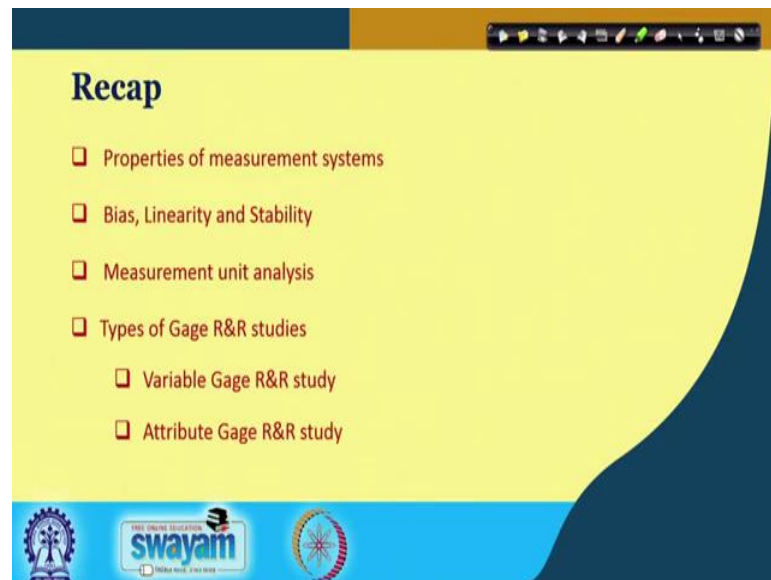 Recap
Properties of measurement systems
Bias, Linearity and Stability
Measurement unit analysis
Types of Gage R&R studies
Variable Gage R&R study
Attribute Gage R&R study
FREE ONLINE EDUCATION
swayam